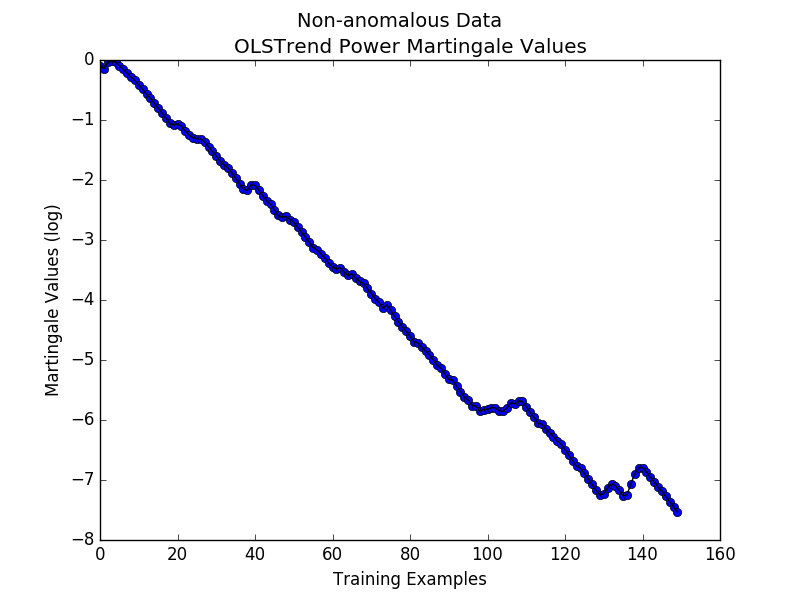 Non-anomalous Data
OLSTrend Power Martingale Values
0
−1
−2
−3
−4
−5
−6
−7
−8
Martingale Values (log)
0 20 40 60 80 100 120 140 160
Training Examples